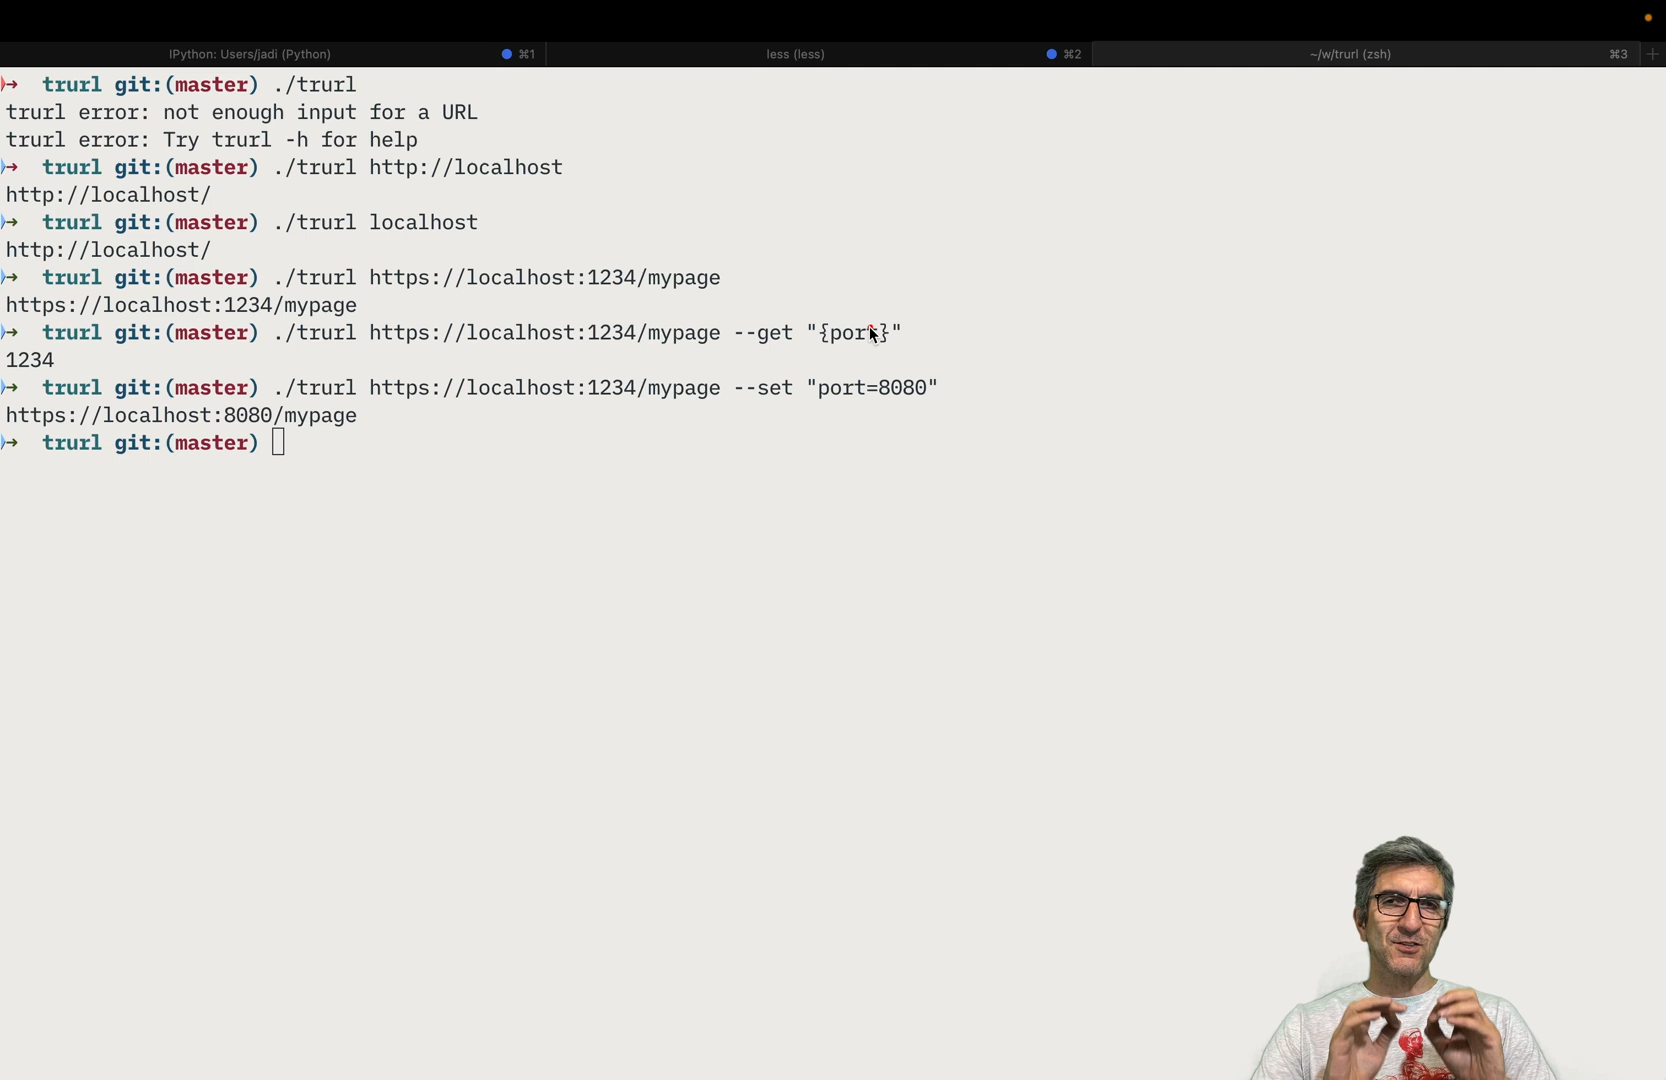 IPython: Users/jadi (Python) ⌘1 less (less) ⌘2 ~/w/trurl (zsh) ⌘3
→ trurl git:(master) ./trurl
trurl error: not enough input for a URL
trurl error: Try trurl -h for help
→ trurl git:(master) ./trurl http://localhost
http://localhost/
→ trurl git:(master) ./trurl localhost
http://localhost/
→ trurl git:(master) ./trurl https://localhost:1234/mypage
https://localhost:1234/mypage
→ trurl git:(master) ./trurl https://localhost:1234/mypage --get "{port}"
1234
→ trurl git:(master) ./trurl https://localhost:1234/mypage --set "port=8080"
https://localhost:8080/mypage
→ trurl git:(master)